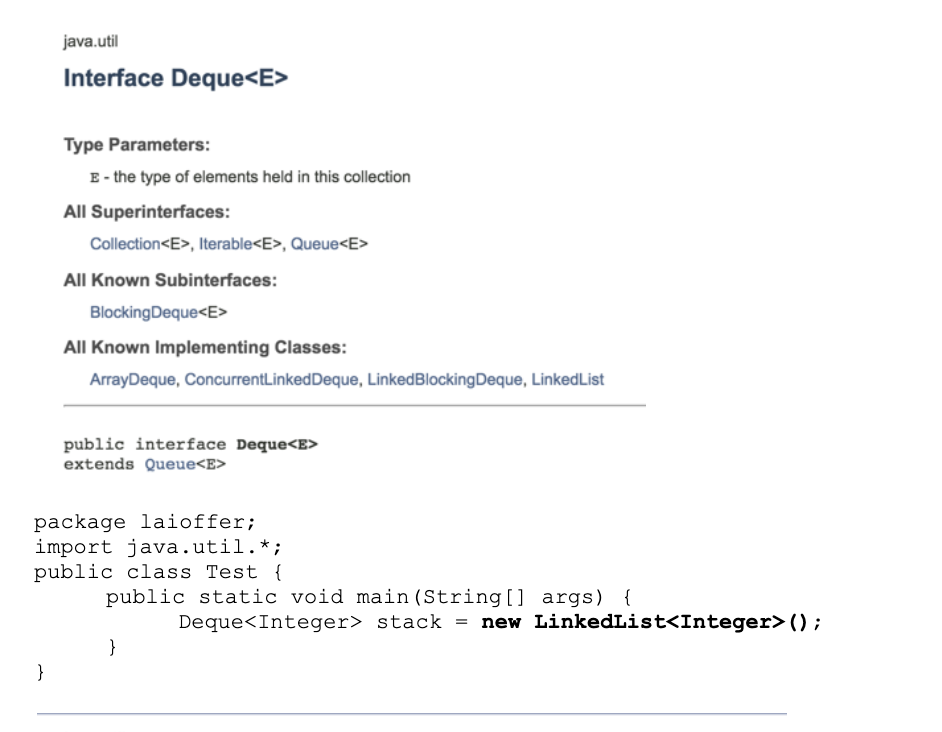 java.util
Interface Deque<E>
Type Parameters:
E - the type of elements held in this collection
All Superinterfaces:
Collection<E>, Iterable<E>, Queue<E>
All Known Subinterfaces:
BlockingDeque<E>
All Known Implementing Classes:
ArrayDeque, ConcurrentLinkedDeque, LinkedBlockingDeque, LinkedList
public interface Deque<E>
extends Queue<E>
package laioffer;
import java.util.*;
public class Test {
public static void main(String[] args) {
Deque<Integer> stack = new LinkedList<Integer>();
}
}